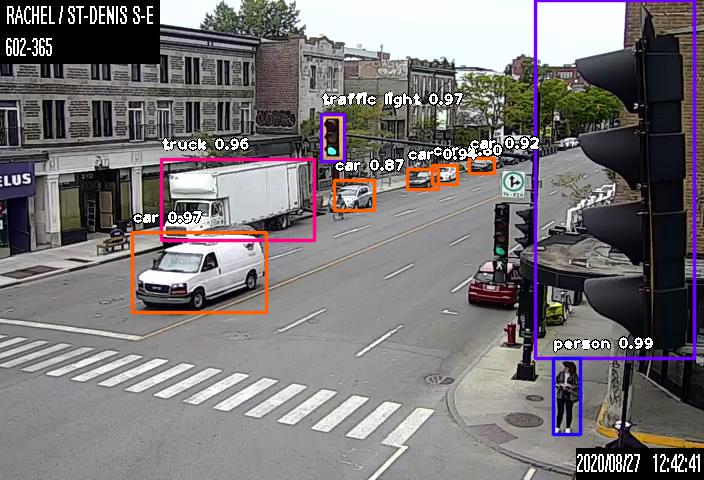 RACHEL / ST-DENIS S-E
602-365
traffic light 0.97
truck 0.96
car 0.87
car 0.92
car 0.97
ELUS
person 0.99
2020/08/27 12:42:41